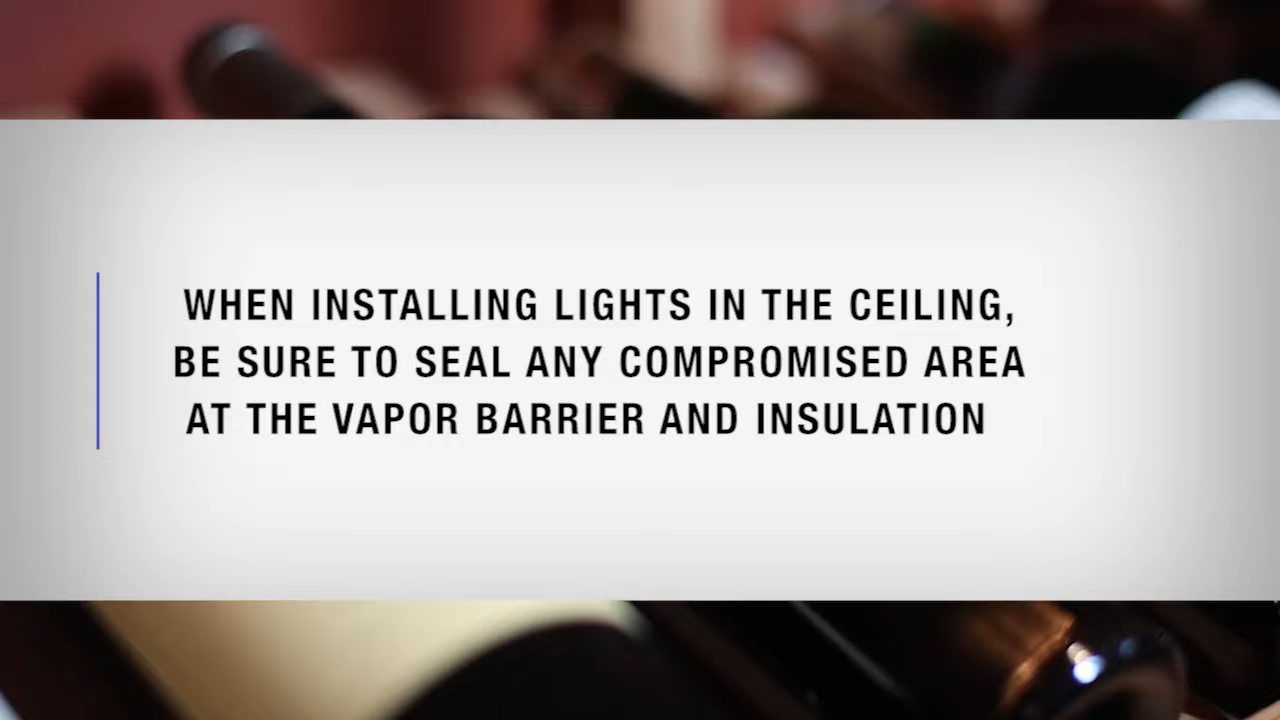 WHEN INSTALLING LIGHTS IN THE CEILING,
BE SURE TO SEAL ANY COMPROMISED AREA
AT THE VAPOR BARRIER AND INSULATION